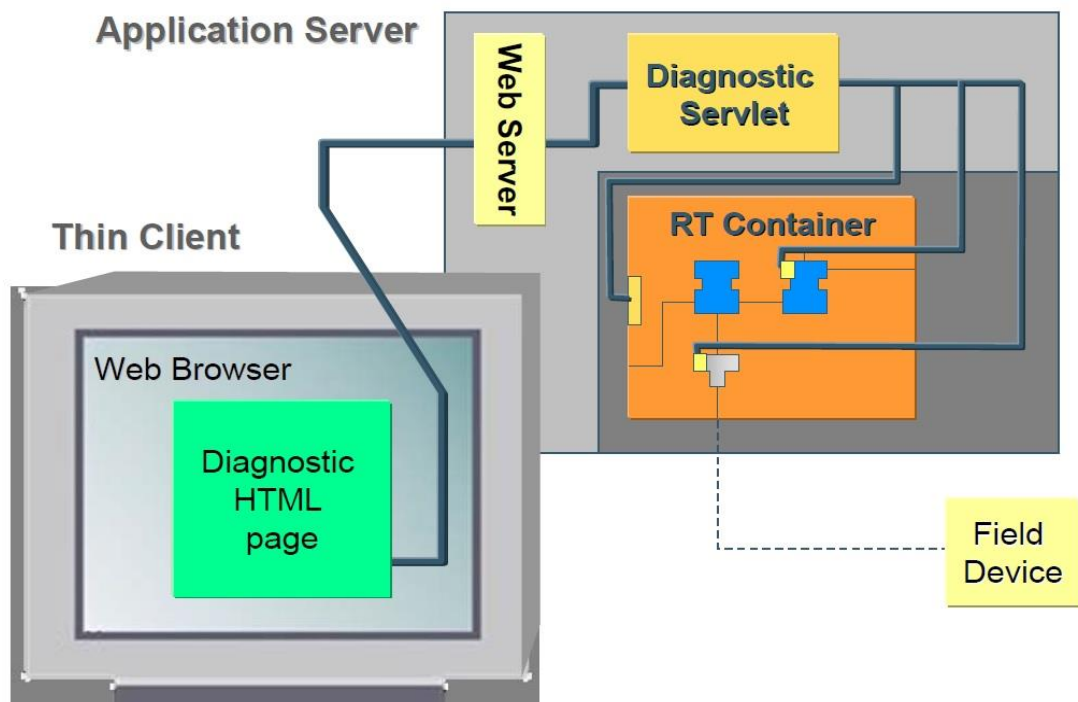 Application Server
Web Server
Diagnostic
Servlet
RT Container
Thin Client
Web Browser
Diagnostic
HTML
page
Field
Device